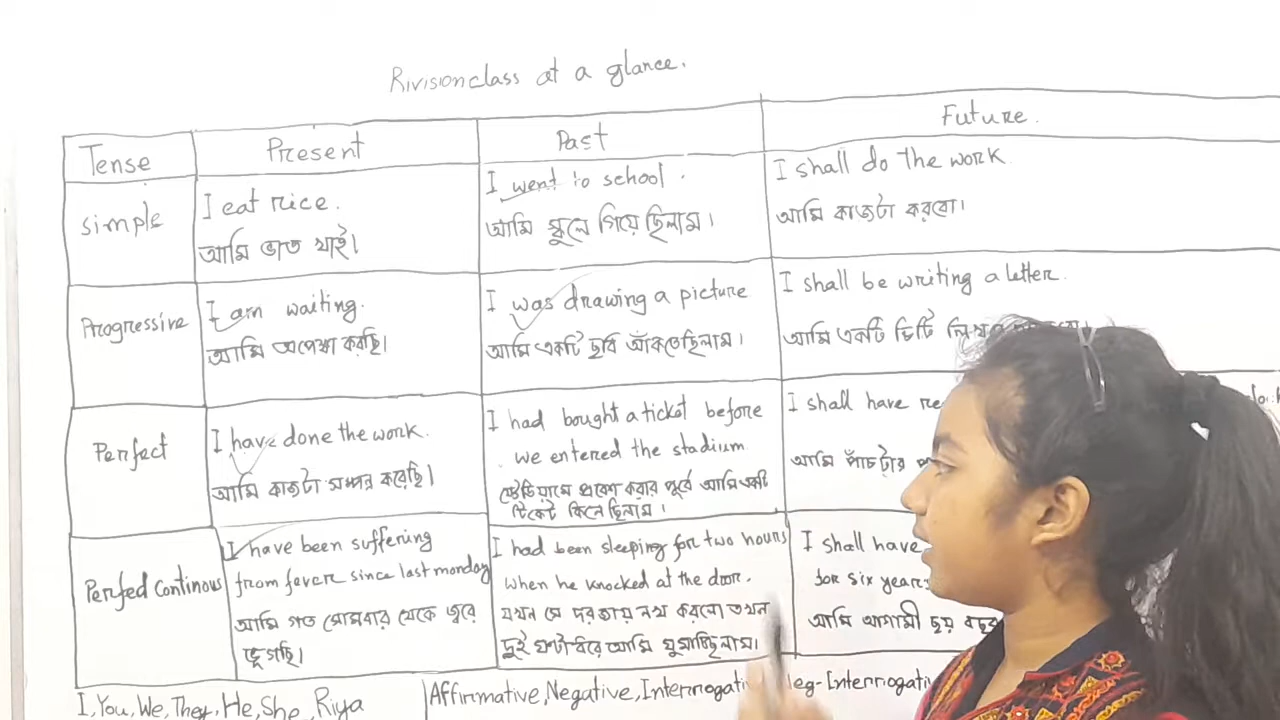 Rivision class at a glance.
Tense
Present
Past
Future.
simple
I eat rice.
আমি ভাত খাই।
I went to school.
আমি স্কুলে গিয়ে ছিলাম।
I shall do the work.
আমি কাজটা করবো।
Progressive
I am waiting.
আমি অপেক্ষা করছি।
I was drawing a picture
আমি একটি ছবি আঁকতেছিলাম।
I shall be writing a letter.
আমি একটি চিটি
Perfect
I have done the work.
আমি কাজটা সম্পন্ন করেছি।
I had bought a ticket before
we entered the stadium.
স্টেডিয়ামে প্রবেশ করার পূর্বে আমি একটি
টিকেট কিনে ছিলাম।
I shall have
আমি পাঁচটার
Perfed Continous
I have been suffering
from fever since last monday
আমি গত সোমবার থেকে জ্বরে
ভূগছি।
I had been sleeping for two hours
when he knocked at the door.
যখন সে দরজায় নখ করলো তখন
দুই ঘন্টা ধরে আমি ঘুমাচ্ছিলাম।
I shall have
for six years
আমি আগামী ছয় বছর
I, You, We, They, He, She, Riya
Affirmative, Negative, Interrogative, Neg-Interrogativ